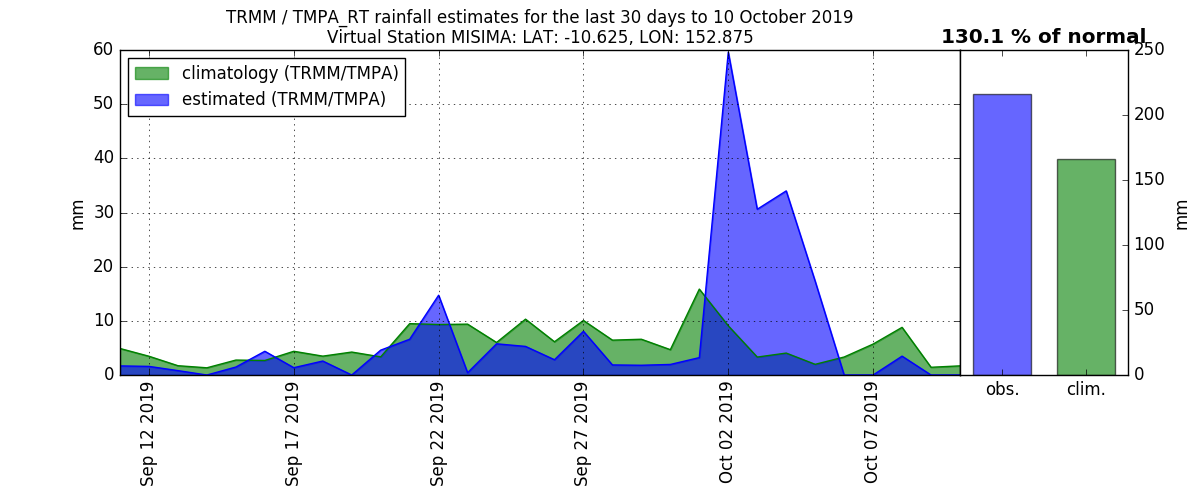 TRMM / TMPA_RT rainfall estimates for the last 30 days to 10 October 2019
Virtual Station MISIMA: LAT: -10.625, LON: 152.875
130.1 % of normal
climatology (TRMM/TMPA)
estimated (TRMM/TMPA)
mm
60
50
40
30
20
10
0
Sep 12 2019
Sep 17 2019
Sep 22 2019
Sep 27 2019
Oct 02 2019
Oct 07 2019
obs.
clim.
250
200
150
100
50
0
mm